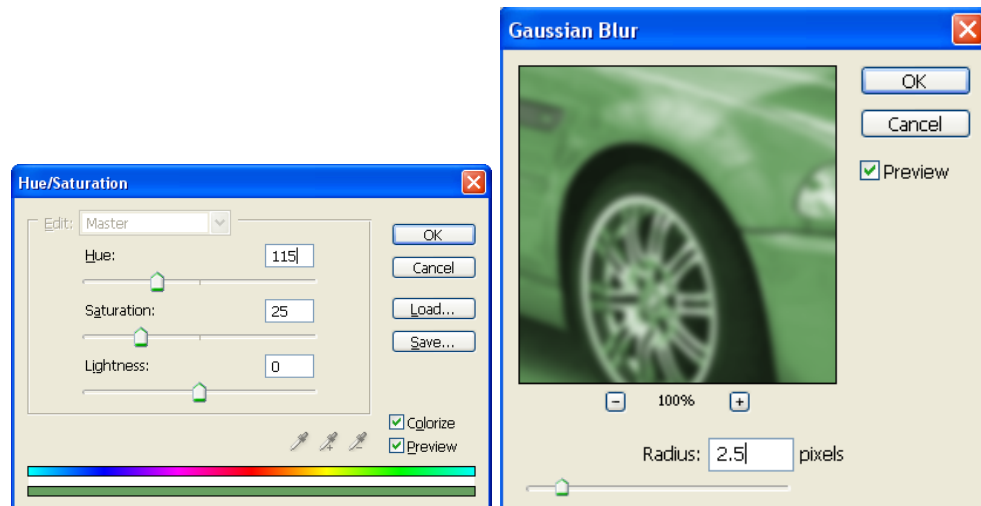 Hue/Saturation
Edit: Master
Hue: 115
Saturation: 25
Lightness: 0
OK
Cancel
Load...
Save...
Colorize
Preview
Gaussian Blur
OK
Cancel
Preview
100%
Radius: 2.5 pixels